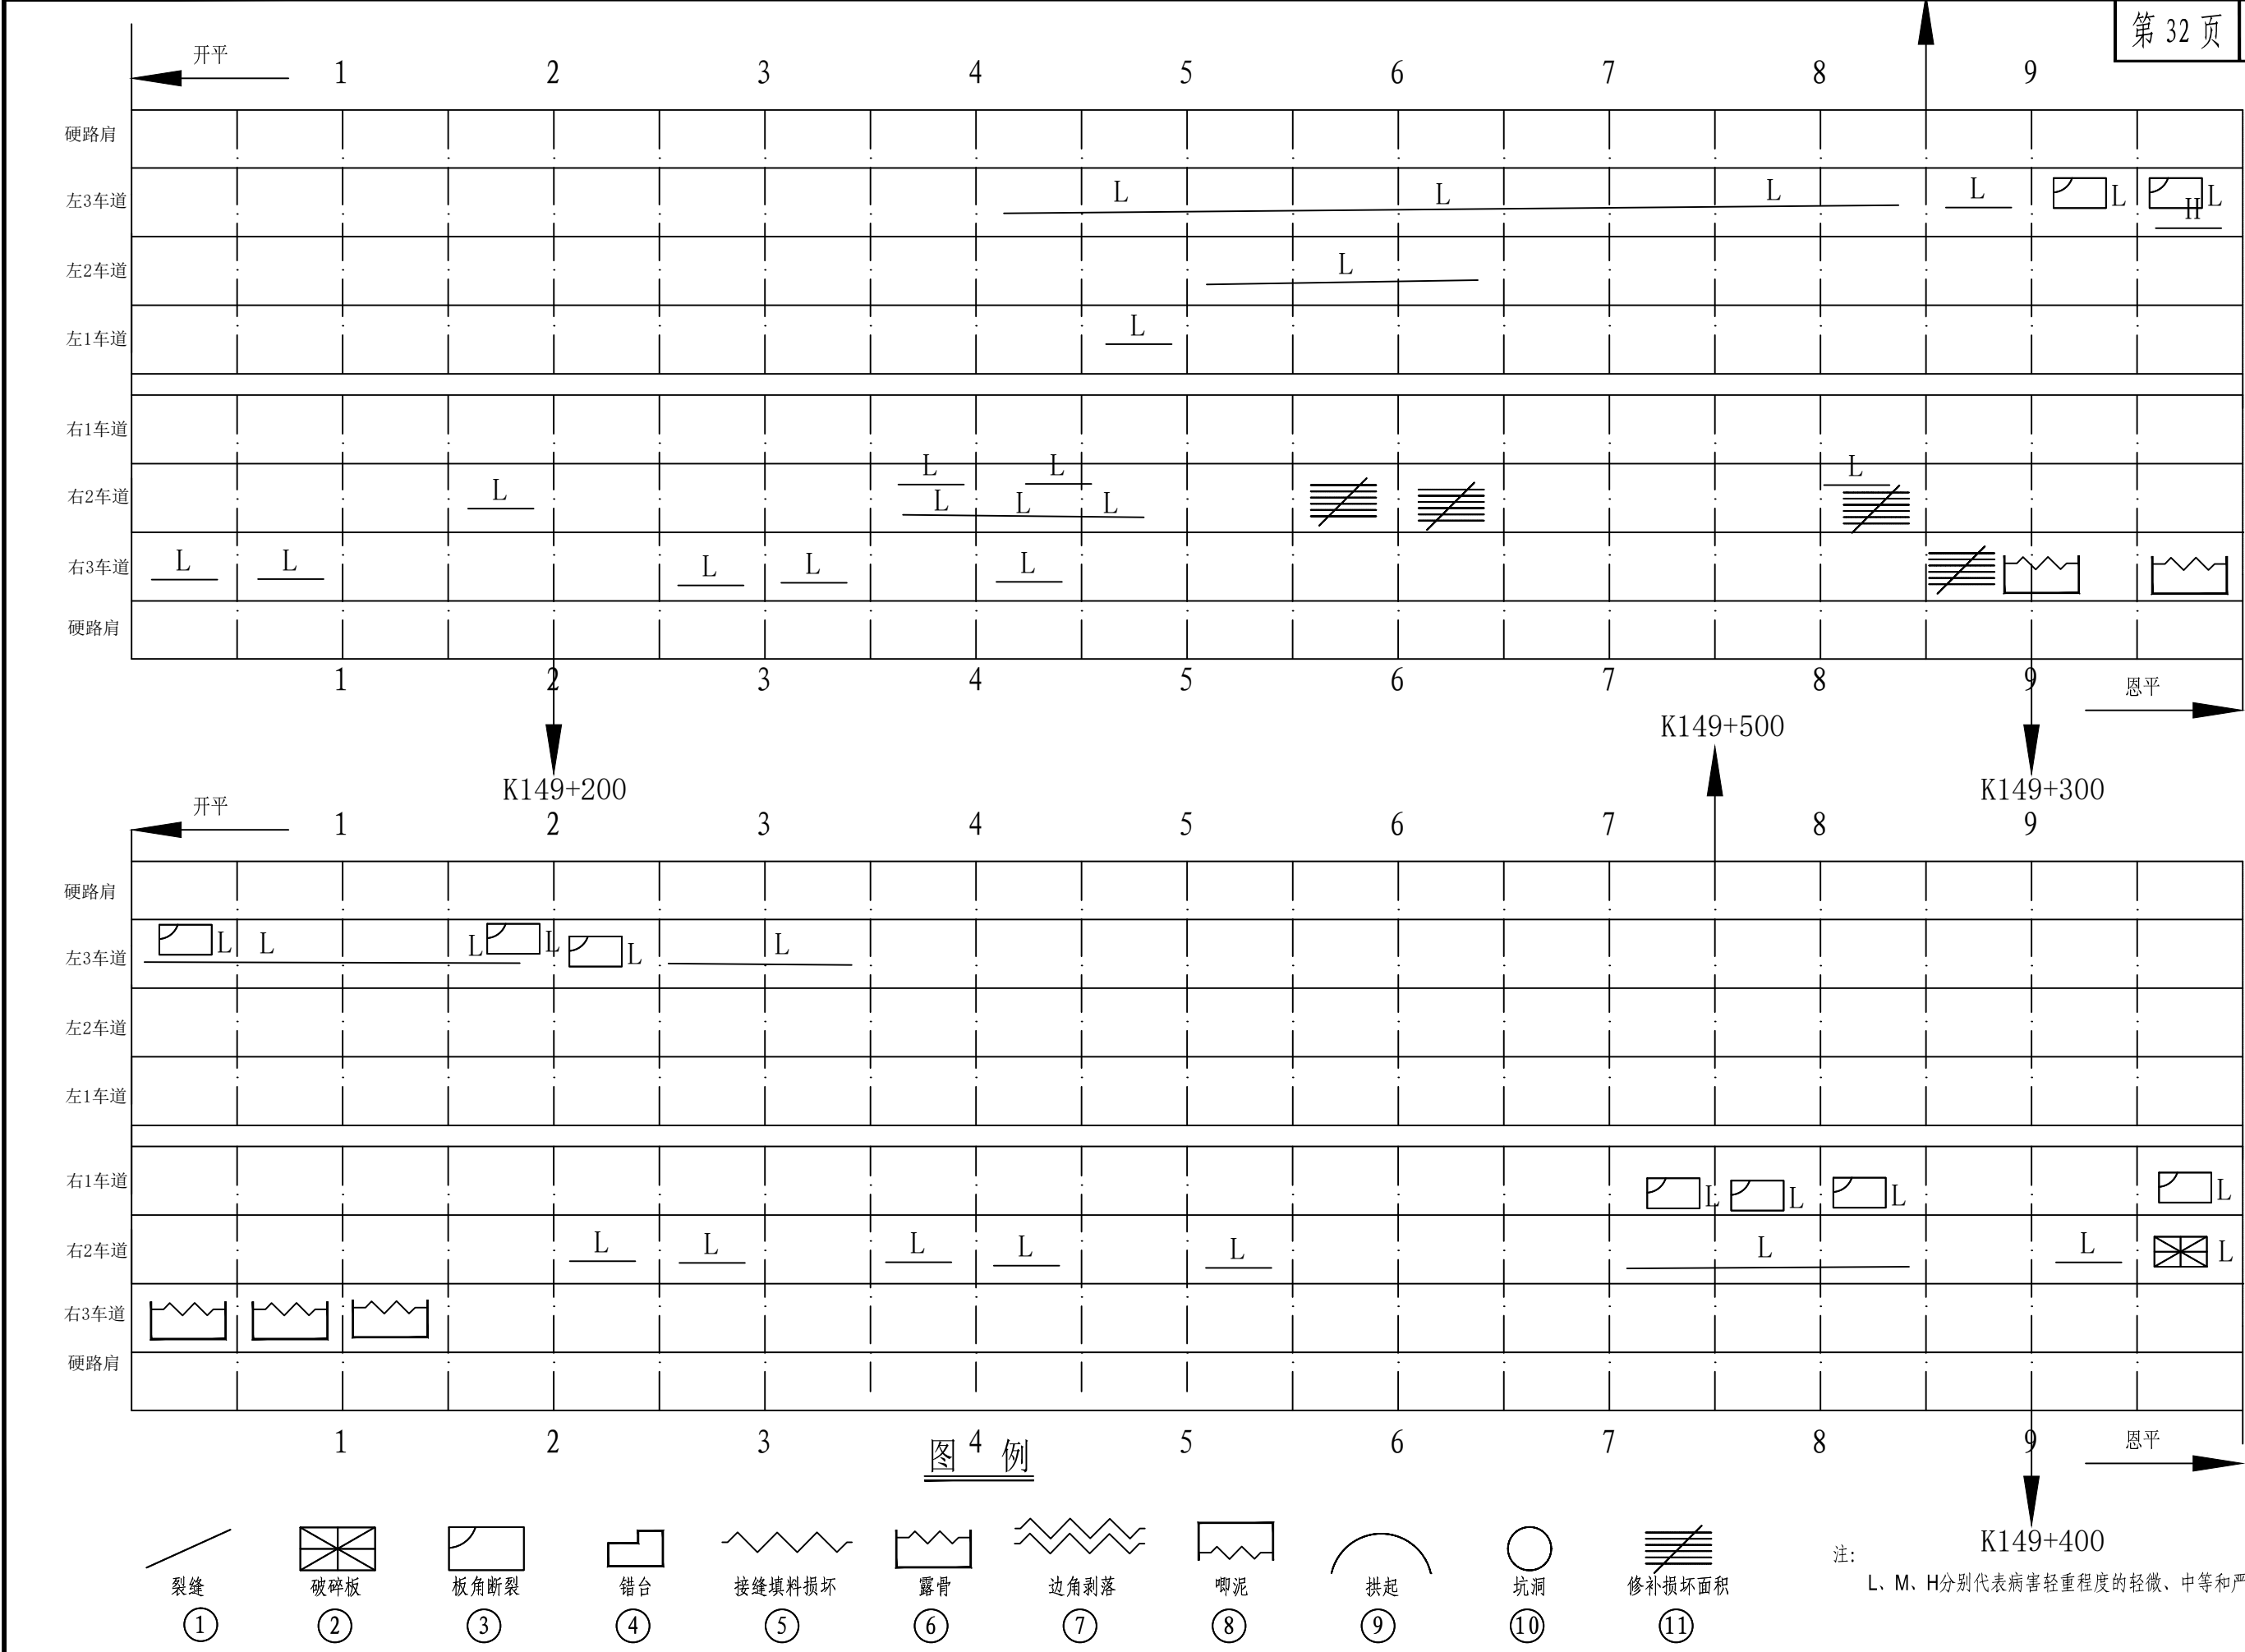 第 32 页
开平
1 2 3 4 5 6 7 8 9
硬路肩
左3车道
L L L L L L
H
左2车道
L
左1车道
L
右1车道
右2车道
L L L L
L L L L
右3车道
L L L L L
硬路肩
1 2 3 4 5 6 7 8 9
恩平
K149+500
K149+200
K149+300
开平
1 2 3 4 5 6 7 8 9
硬路肩
左3车道
L L L L L L
左2车道
左1车道
右1车道
L L L L
右2车道
L L L L L L L L
右3车道
硬路肩
1 2 3 4 5 6 7 8 9
恩平
图 例
K149+400
裂缝 破碎板 板角断裂 错台 接缝填料损坏 露骨 边角剥落 唧泥 拱起 坑洞 修补损坏面积
① ② ③ ④ ⑤ ⑥ ⑦ ⑧ ⑨ ⑩ ⑪
注:
L、M、H分别代表病害轻重程度的轻微、中等和严